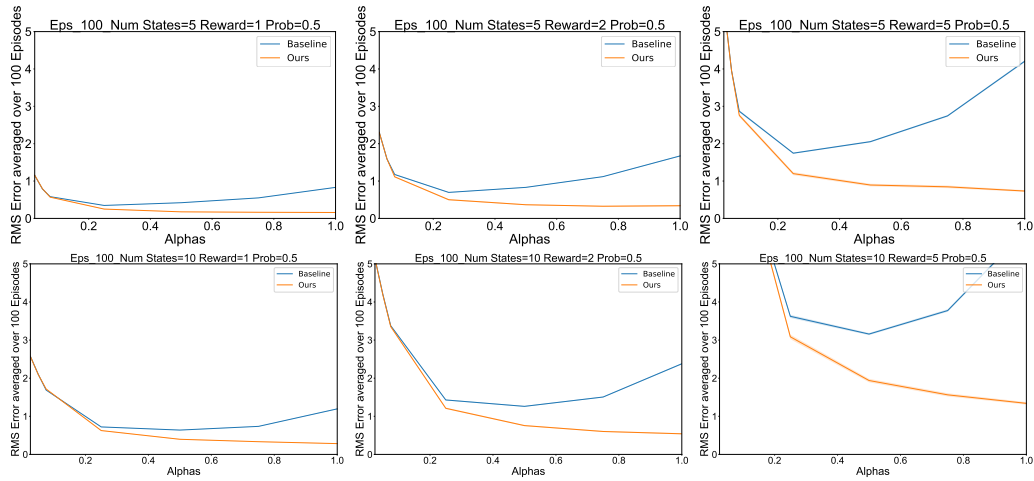 Eps_100_Num States=5 Reward=1 Prob=0.5
RMS Error averaged over 100 Episodes
5
4
3
2
1
0
0.2
0.4
0.6
0.8
1.0
Alphas
Baseline
Ours
Eps_100_Num States=5 Reward=2 Prob=0.5
RMS Error averaged over 100 Episodes
5
4
3
2
1
0
0.2
0.4
0.6
0.8
1.0
Alphas
Baseline
Ours
Eps_100_Num States=5 Reward=5 Prob=0.5
RMS Error averaged over 100 Episodes
5
4
3
2
1
0
0.2
0.4
0.6
0.8
1.0
Alphas
Baseline
Ours
Eps_100_Num States=10 Reward=1 Prob=0.5
RMS Error averaged over 100 Episodes
5
4
3
2
1
0
0.2
0.4
0.6
0.8
1.0
Alphas
Baseline
Ours
Eps_100_Num States=10 Reward=2 Prob=0.5
RMS Error averaged over 100 Episodes
5
4
3
2
1
0
0.2
0.4
0.6
0.8
1.0
Alphas
Baseline
Ours
Eps_100_Num States=10 Reward=5 Prob=0.5
RMS Error averaged over 100 Episodes
5
4
3
2
1
0
0.2
0.4
0.6
0.8
1.0
Alphas
Baseline
Ours